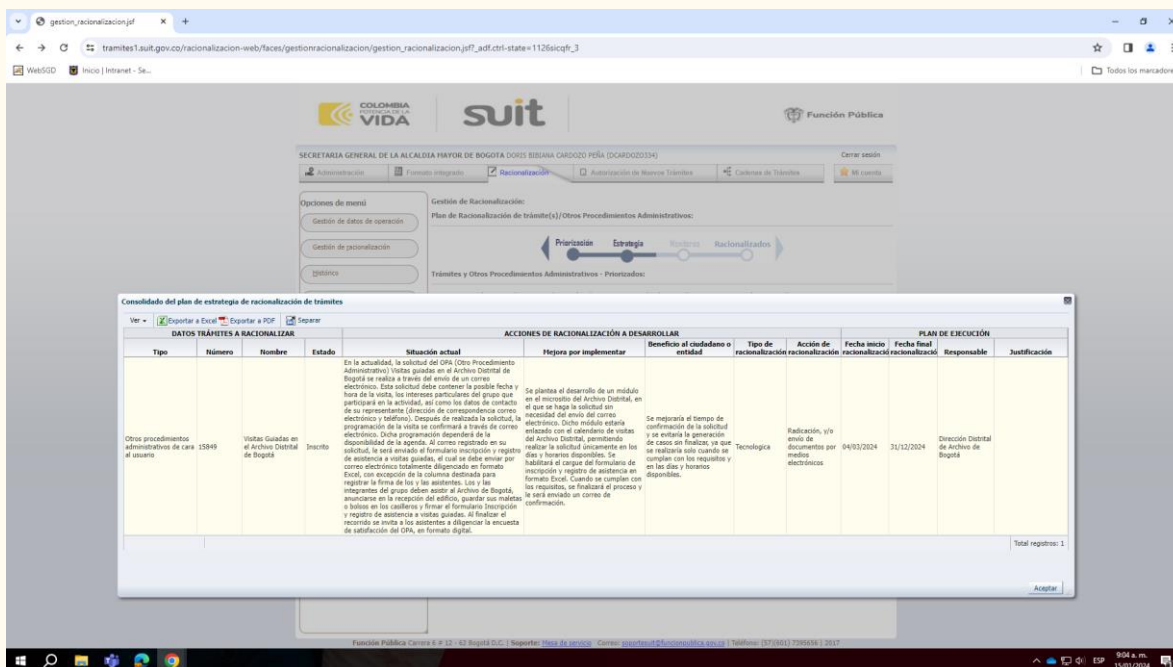 gestion_racionalizacion.jsf
tramites1.suit.gov.co/racionalizacion-web/faces/gestionracionalizacion/gestion_racionalizacion.jsf?_adf.ctrl-state=1126sicqfr_3
WebSGD
Inicio | Intranet - Se...
Todos los marcadores
COLOMBIA
POTENCIA DE LA
VIDA
suit
Función Pública
SECRETARIA GENERAL DE LA ALCALDIA MAYOR DE BOGOTA DORIS BIBIANA CARDOZO PEÑA (DCARDOZO334)
Cerrar sesión
Administración
Formato integrado
Racionalización
Autorización de Nuevos Trámites
Cadenas de Trámites
Mi cuenta
Opciones de menú
Gestión de datos de operación
Gestión de racionalización
Histórico
Gestión de Racionalización:
Plan de Racionalización de trámite(s)/Otros Procedimientos Administrativos:
Priorización
Estrategia
Monitoreo
Racionalizados
Trámites y Otros Procedimientos Administrativos - Priorizados:
Consolidado del plan de estrategia de racionalización de trámites
Ver
Exportar a Excel
Exportar a PDF
Separar
DATOS TRÁMITES A RACIONALIZAR
ACCIONES DE RACIONALIZACIÓN A DESARROLLAR
PLAN DE EJECUCIÓN
Tipo
Número
Nombre
Estado
Situación actual
Mejora por implementar
Beneficio al ciudadano o
entidad
Tipo de
racionalización
Acción de
racionalización
Fecha inicio
racionalizació
Fecha final
racionalizació
Responsable
Justificación
Otros procedimientos
administrativos de cara
al usuario
15849
Visitas Guiadas en
el Archivo Distrital
de Bogotá
Inscrito
En la actualidad, la solicitud del OPA (Otro Procedimiento
Administrativo) Visitas guiadas en el Archivo Distrital de
Bogotá se realiza a través del envío de un correo
electrónico. Esta solicitud debe contener la posible fecha y
hora de la visita, los intereses particulares del grupo que
participará en la actividad, así como los datos de contacto
de su representante (dirección de correspondencia correo
electrónico y teléfono). Después de realizada la solicitud, la
programación de la visita se confirmará a través de correo
electrónico. Dicha programación dependerá de la
disponibilidad de la agenda. Al correo registrado en su
solicitud, le será enviado el formulario inscripción y registro
de asistencia a visitas guiadas, el cual se debe enviar por
correo electrónico totalmente diligenciado en formato
Excel, con excepción de la columna destinada para
registrar la firma de los y las asistentes. Los y las
integrantes del grupo deben asistir al Archivo de Bogotá,
anunciarse en la recepción del edificio, guardar sus maletas
o bolsos en los casilleros y firmar el formulario Inscripción
y registro de asistencia a visitas guiadas. Al finalizar el
recorrido se invita a los asistentes a diligenciar la encuesta
de satisfacción del OPA, en formato digital.
Se plantea el desarrollo de un módulo
en el micrositio del Archivo Distrital, en
el que se haga la solicitud sin
necesidad del envío del correo
electrónico. Dicho módulo estaría
enlazado con el calendario de visitas
del Archivo Distrital, permitiendo
realizar la solicitud únicamente en los
días y horarios disponibles. Se
habilitará el cargue del formulario de
inscripción y registro de asistencia en
formato Excel. Cuando se cumplan con
los requisitos, se finalizará el proceso y
le será enviado un correo de
confirmación.
Se mejoraría el tiempo de
confirmación de la solicitud
y se evitaría la generación
de casos sin finalizar, ya que
se realizaría solo cuando se
cumplan con los requisitos y
en las días y horarios
disponibles.
Tecnologica
Radicación, y/o
envío de
documentos por
medios
electrónicos
04/03/2024
31/12/2024
Dirección Distrital
de Archivo de
Bogotá
Total registros: 1
Aceptar
Función Pública Carrera 6 # 12 - 62 Bogotá D.C. | Soporte: Mesa de servicio Correo: soportesuit@funcionpublica.gov.co | Teléfono: (57)(601) 7395656 | 2017
ESP
9:04 a. m.
15/01/2024